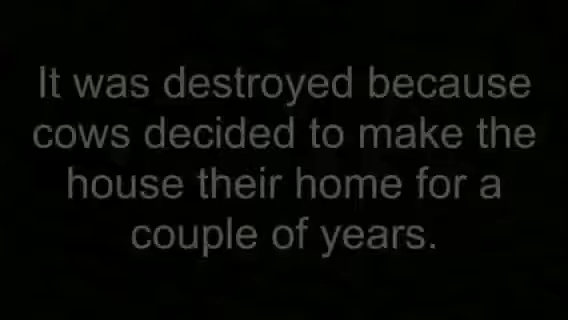 It was destroyed because
cows decided to make the
house their home for a
couple of years.